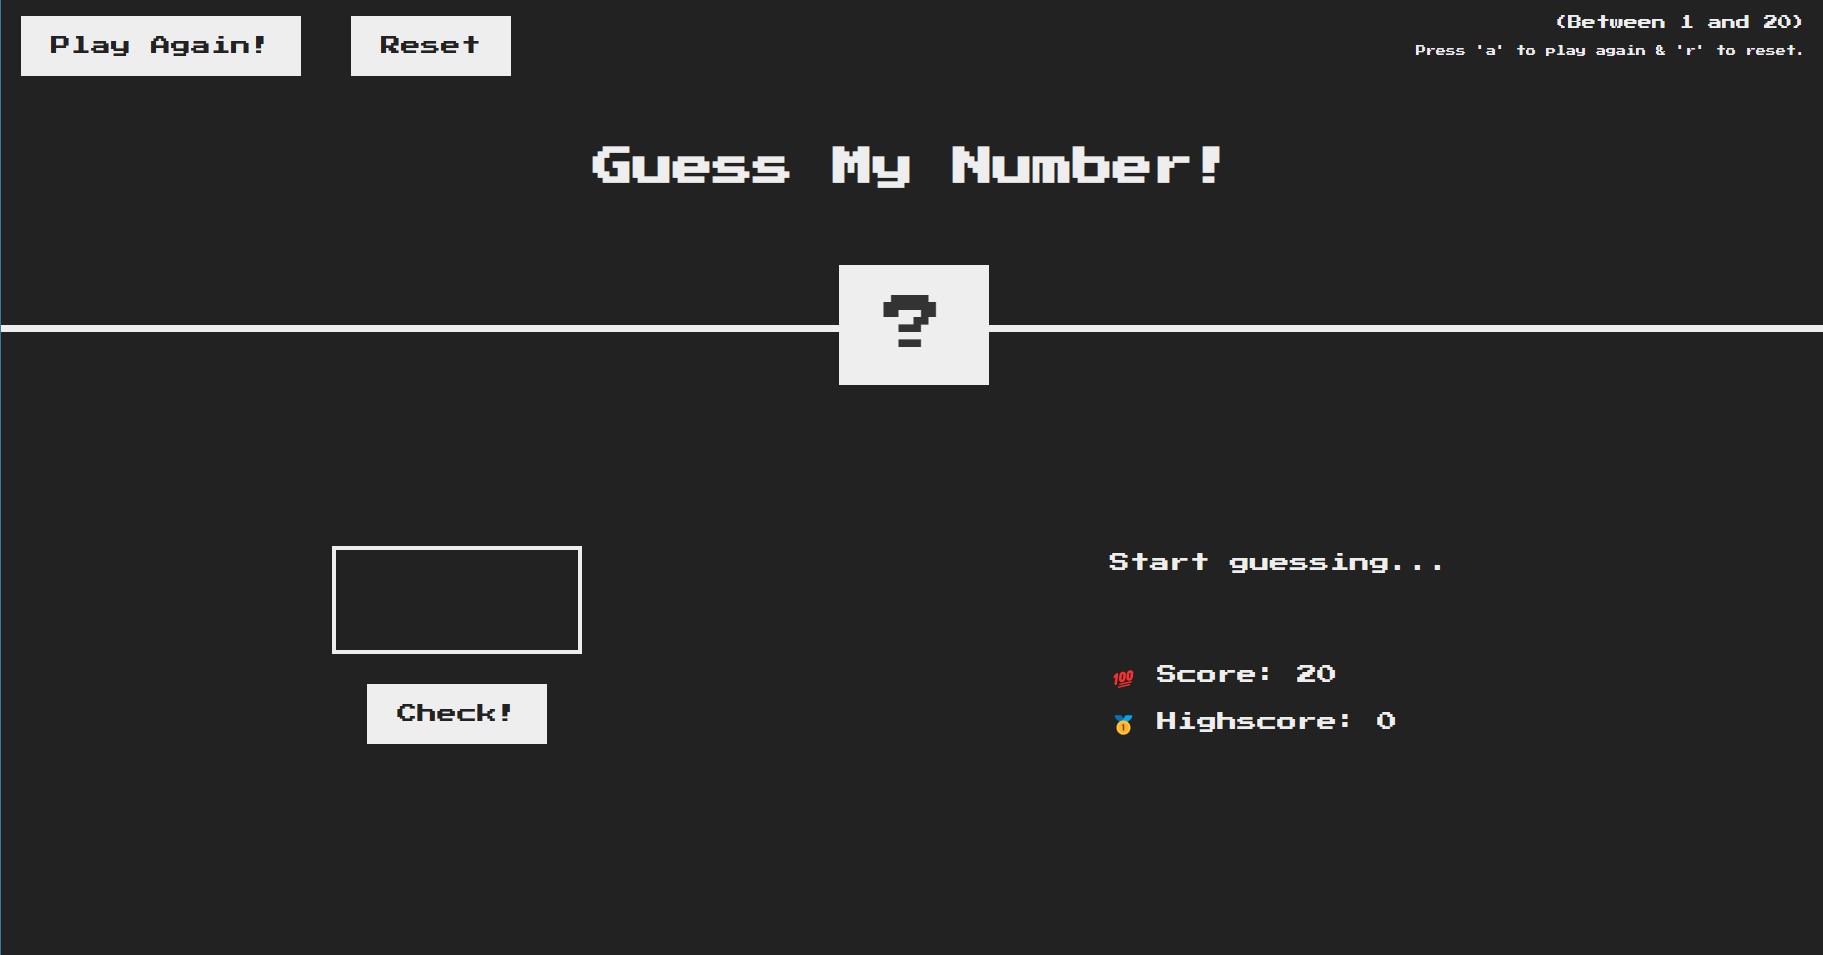 Play Again!
Reset
(Between 1 and 20)
Press 'a' to play again & 'r' to reset.
Guess My Number!
?
Check!
Start guessing...
💯 Score: 20
🥇 Highscore: 0